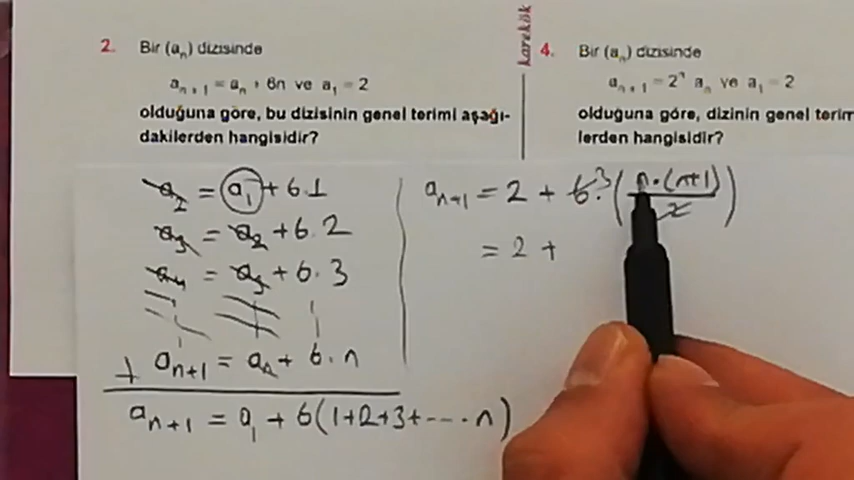 2. Bir (aₙ) dizisinde
aₙ₊₁ = aₙ + 6n ve a₁ = 2
olduğuna göre, bu dizisinin genel terimi aşağı-
dakilerden hangisidir?
karekök
4. Bir (aₙ) dizisinde
aₙ₊₁ = 2ⁿ aₙ ve a₁ = 2
olduğuna göre, dizinin genel terim
lerden hangisidir?
a₂ = a₁ + 6.1
a₃ = a₂ + 6.2
a₄ = a₃ + 6.3
+ aₙ₊₁ = aₙ + 6.n
aₙ₊₁ = a₁ + 6(1+2+3+---.n)
aₙ₊₁ = 2 + 6.³ (n.(n+1)/2)
= 2 +